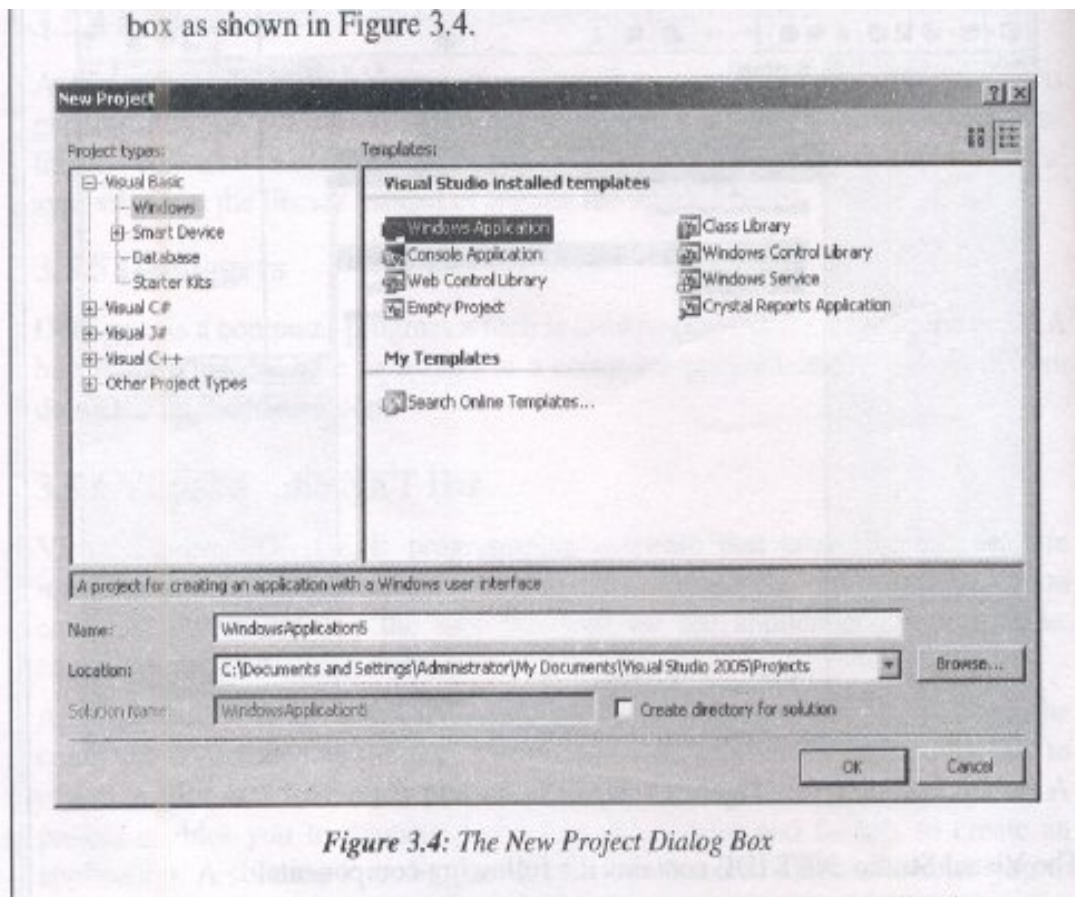 box as shown in Figure 3.4.
New Project
Project types:
Templates:
Visual Basic
Windows
Smart Device
Database
Starter Kits
Visual C#
Visual J#
Visual C++
Other Project Types
Visual Studio installed templates
Windows Application
Class Library
Console Application
Windows Control Library
Web Control Library
Windows Service
Empty Project
Crystal Reports Application
My Templates
Search Online Templates...
A project for creating an application with a Windows user interface
Name: WindowsApplication6
Location: C:\Documents and Settings\Administrator\My Documents\Visual Studio 2005\Projects Browse...
Solution Name: WindowsApplication6 Create directory for solution
OK Cancel
Figure 3.4: The New Project Dialog Box